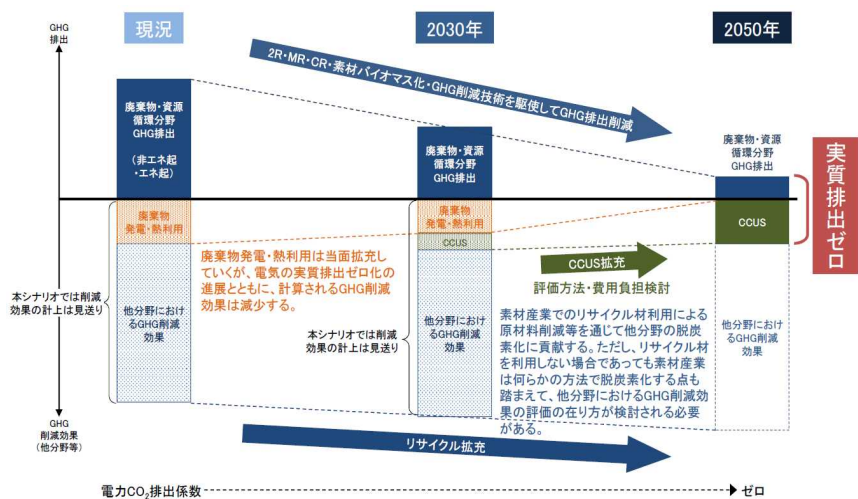 GHG
排出
現況
2030年
2050年
2R・MR・CR・素材バイオマス化・GHG削減技術を駆使してGHG排出削減
廃棄物・資源
循環分野
GHG排出
(非エネ起
・エネ起)
廃棄物・資源
循環分野
GHG排出
廃棄物・資源
循環分野
GHG排出
実質排出ゼロ
廃棄物
発電・熱利用
廃棄物
発電・熱利用
CCUS
CCUS
廃棄物発電・熱利用は当面拡充
していくが、電気の実質排出ゼロ化の
進展とともに、計算されるGHG削減
効果は減少する。
CCUS拡充
評価方法・費用負担検討
本シナリオでは削減
効果の計上は見送り
他分野におけ
るGHG削減
効果
本シナリオでは削減
効果の計上は見送り
他分野におけ
るGHG削減
効果
素材産業でのリサイクル材利用による
原材料削減等を通じて他分野の脱炭
素化に貢献する。ただし、リサイクル材
を利用しない場合であっても素材産業
は何らかの方法で脱炭素化する点も
踏まえて、他分野におけるGHG削減効
果の評価の在り方が検討される必要
がある。
他分野におけ
るGHG削減
効果
GHG
削減効果
(他分野等)
リサイクル拡充
電力CO₂排出係数
ゼロ